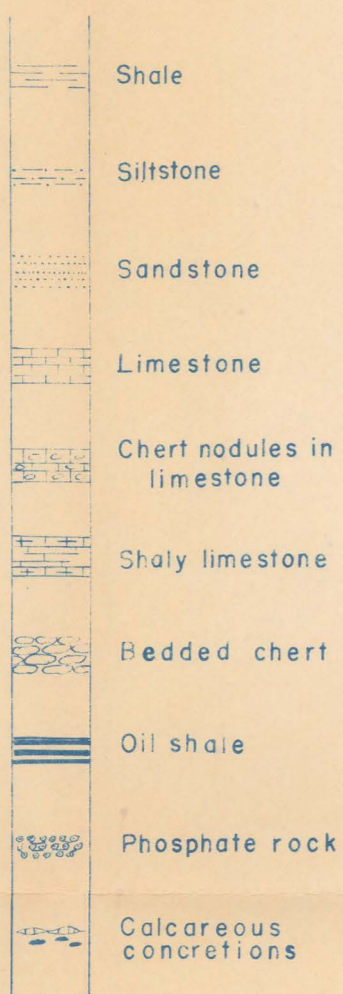 Shale
Siltstone
Sandstone
Limestone
Chert nodules in
limestone
Shaly limestone
Bedded chert
Oil shale
Phosphate rock
Calcareous
concretions